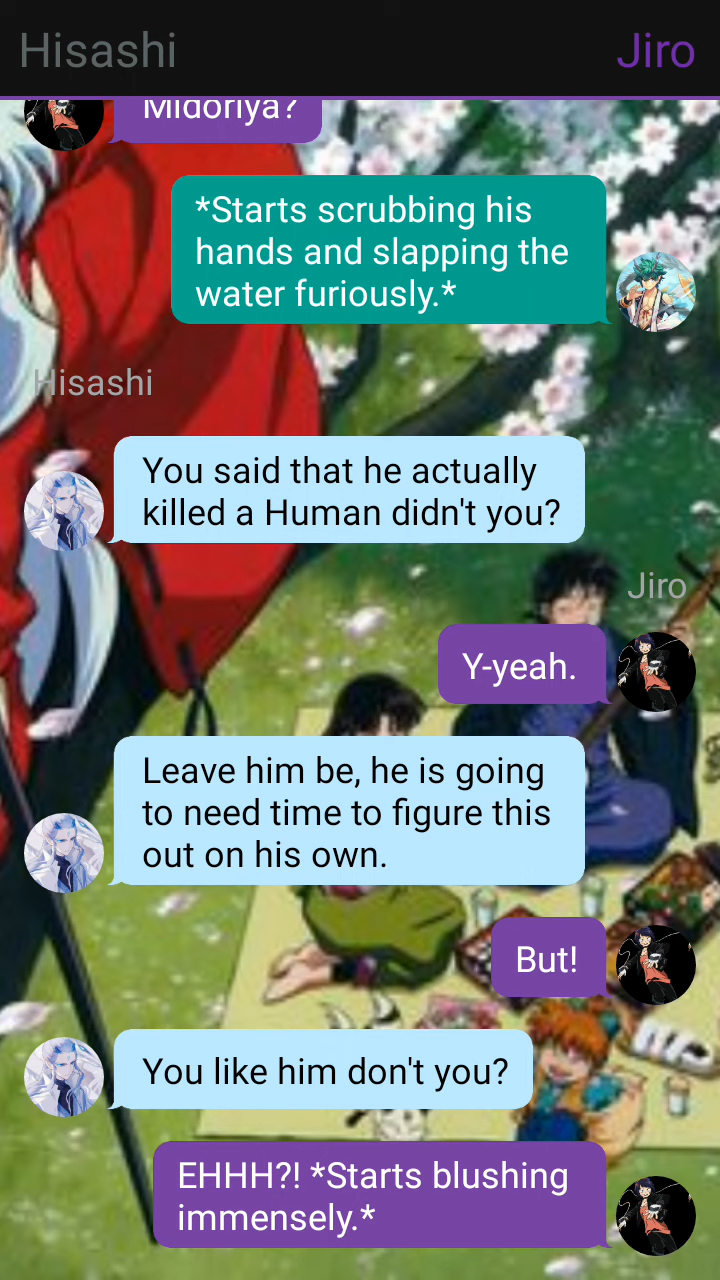 Hisashi
Jiro
Midoriya?
*Starts scrubbing his
hands and slapping the
water furiously.*
Hisashi
You said that he actually
killed a Human didn't you?
Jiro
Y-yeah.
Leave him be, he is going
to need time to figure this
out on his own.
But!
You like him don't you?
EHHH?! *Starts blushing
immensely.*